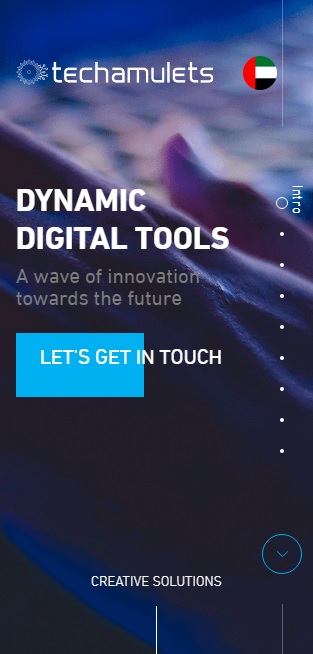 techamulets
Intro
DYNAMIC
DIGITAL TOOLS
A wave of innovation
towards the future
LET'S GET IN TOUCH
CREATIVE SOLUTIONS